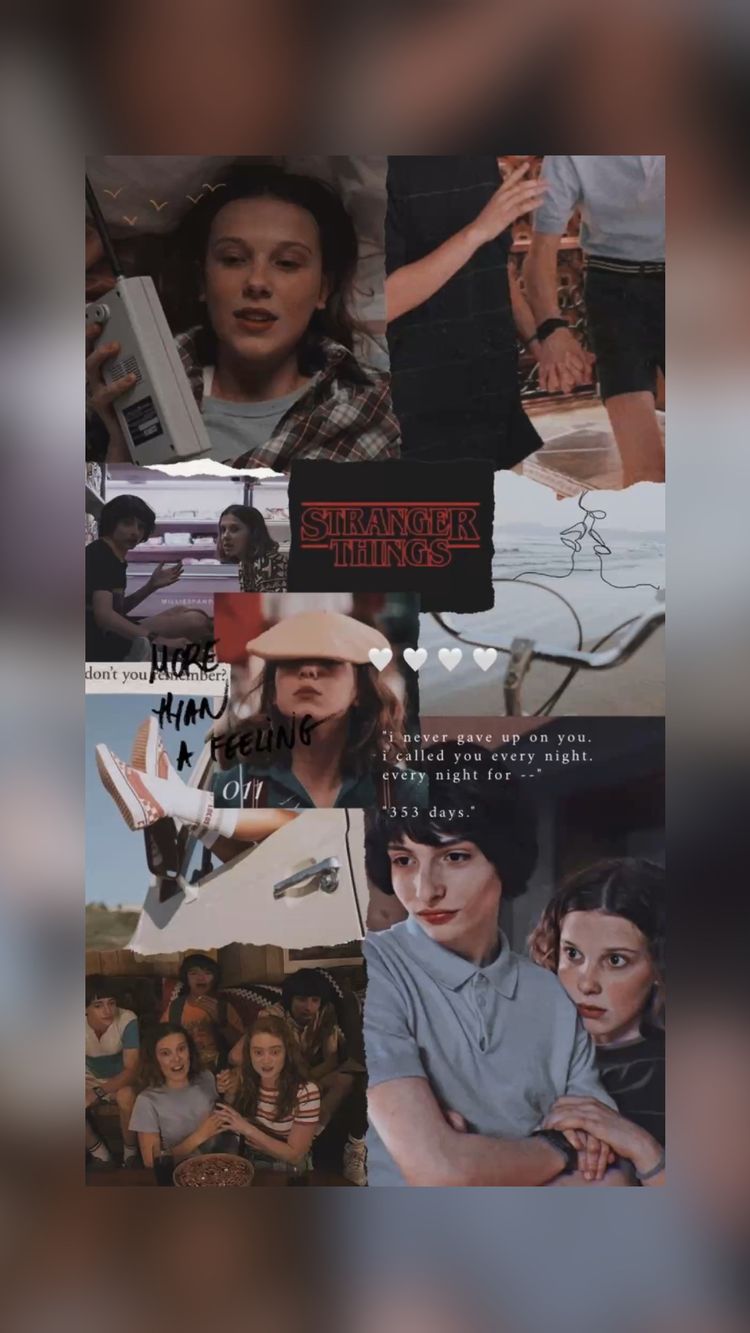 STRANGER
THINGS
MILLIESPAMP
don't you remember?
MORE
THAN
A FEELING
011
"i never gave up on you.
i called you every night.
every night for --"
"353 days."